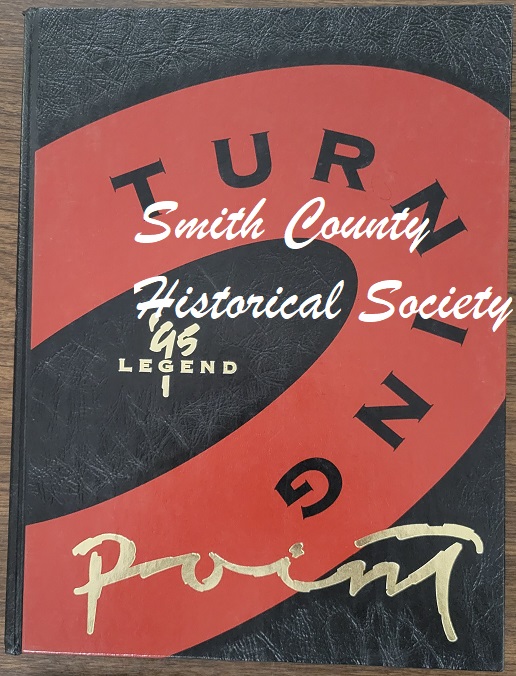 TURNING
Smith County
Historical Society
'95
LEGEND
Point